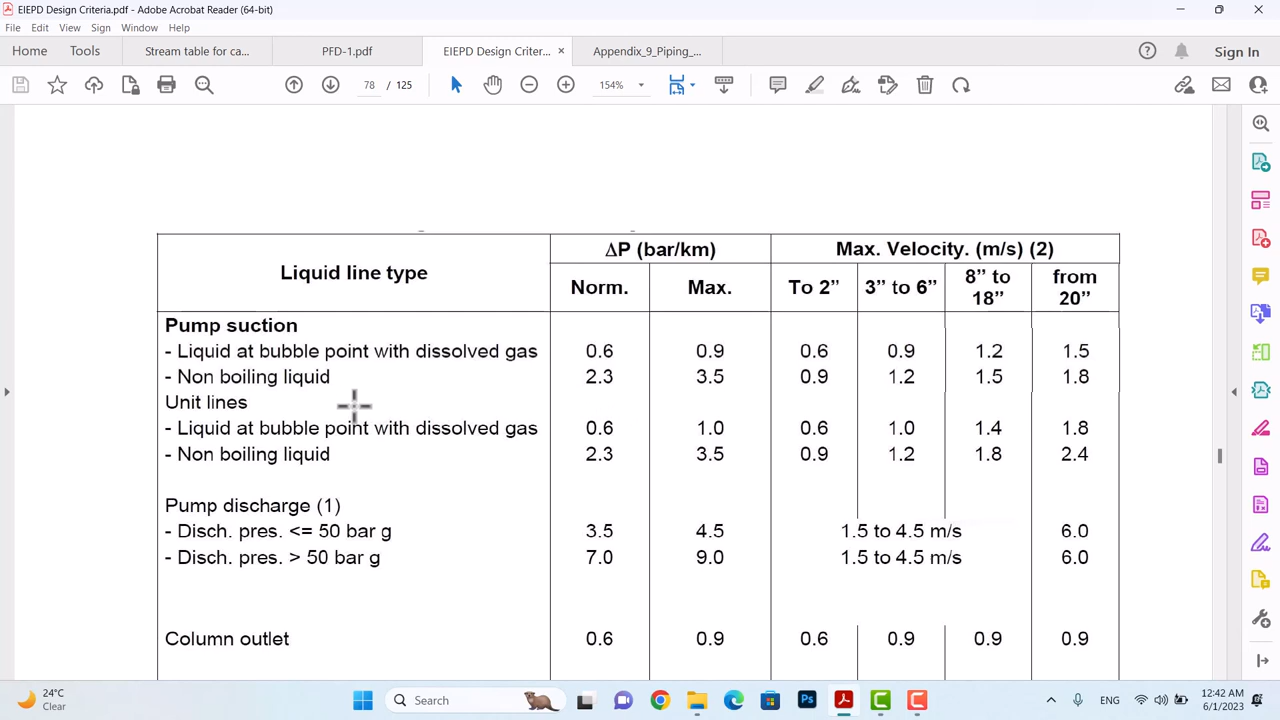 EIEPD Design Criteria.pdf - Adobe Acrobat Reader (64-bit)
File Edit View Sign Window Help
Home Tools Stream table for ca... PFD-1.pdf EIEPD Design Criter... × Appendix_9_Piping_... Sign In
78 / 125 154%
Liquid line type ΔP (bar/km) Max. Velocity. (m/s) (2)
Norm. Max. To 2” 3” to 6” 8” to 18” from 20”
Pump suction
- Liquid at bubble point with dissolved gas 0.6 0.9 0.6 0.9 1.2 1.5
- Non boiling liquid 2.3 3.5 0.9 1.2 1.5 1.8
Unit lines
- Liquid at bubble point with dissolved gas 0.6 1.0 0.6 1.0 1.4 1.8
- Non boiling liquid 2.3 3.5 0.9 1.2 1.8 2.4
Pump discharge (1)
- Disch. pres. <= 50 bar g 3.5 4.5 1.5 to 4.5 m/s 6.0
- Disch. pres. > 50 bar g 7.0 9.0 1.5 to 4.5 m/s 6.0
Column outlet 0.6 0.9 0.6 0.9 0.9 0.9
24°C
Clear
Search
Ps
ENG
12:42 AM
6/1/2023